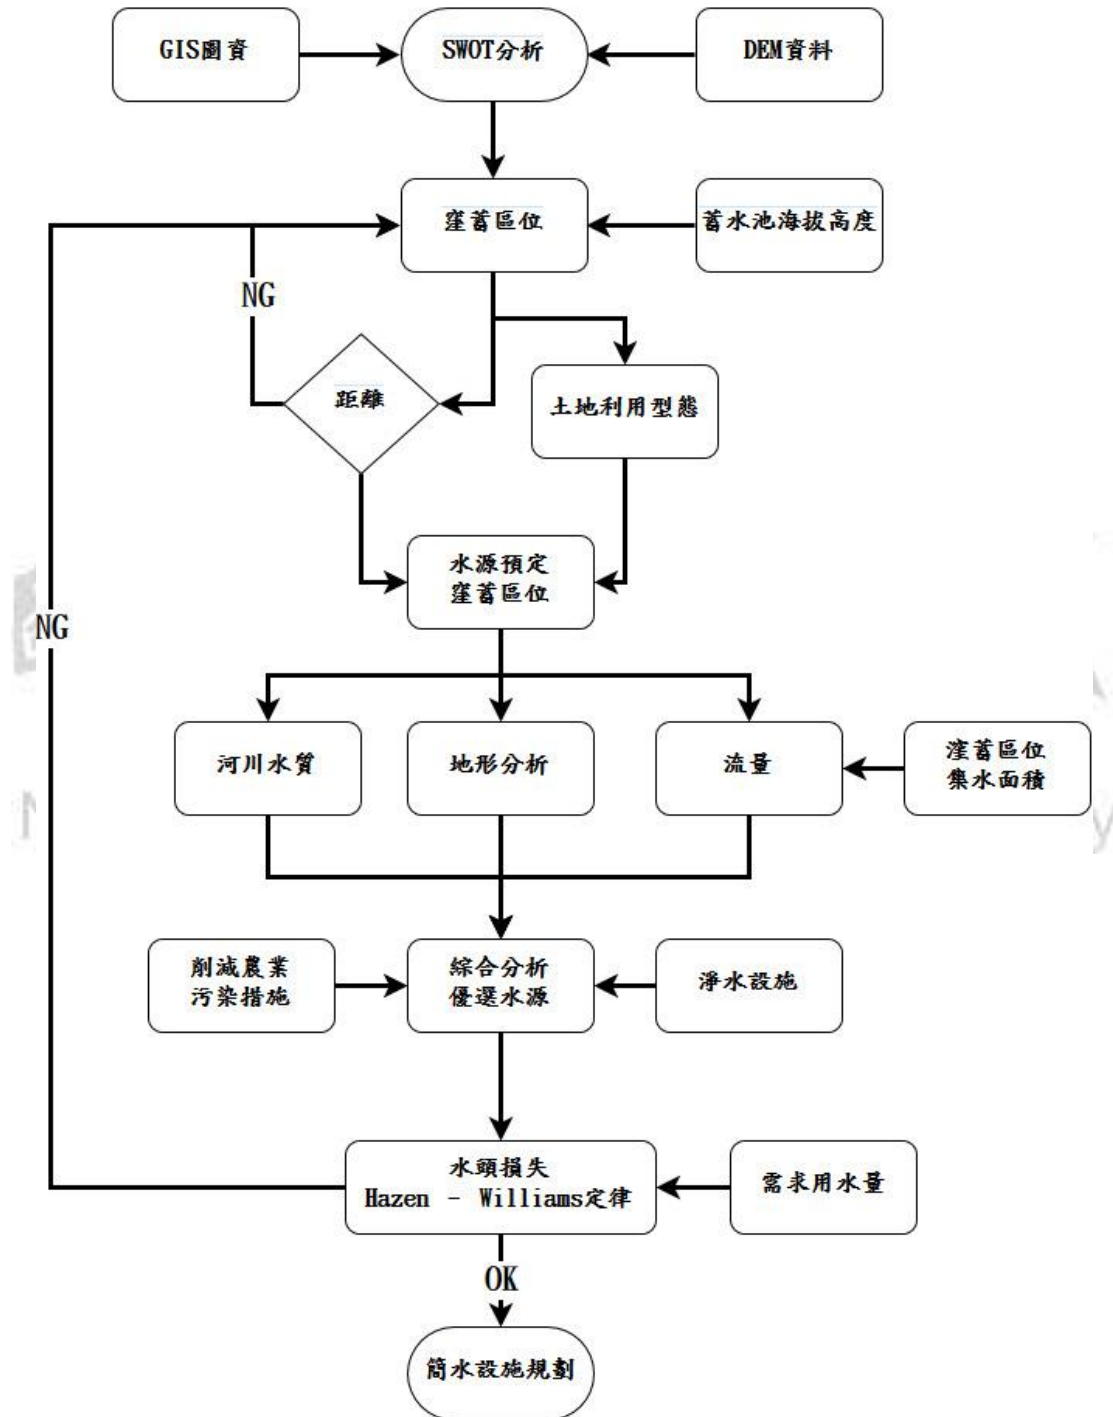 GIS圖資
SWOT分析
DEM資料
窪蓄區位
蓄水池海拔高度
NG
距離
土地利用型態
水源預定
窪蓄區位
NG
河川水質
地形分析
流量
窪蓄區位
集水面積
削減農業
污染措施
綜合分析
優選水源
淨水設施
水頭損失
Hazen - Williams定律
需求用水量
OK
簡水設施規劃